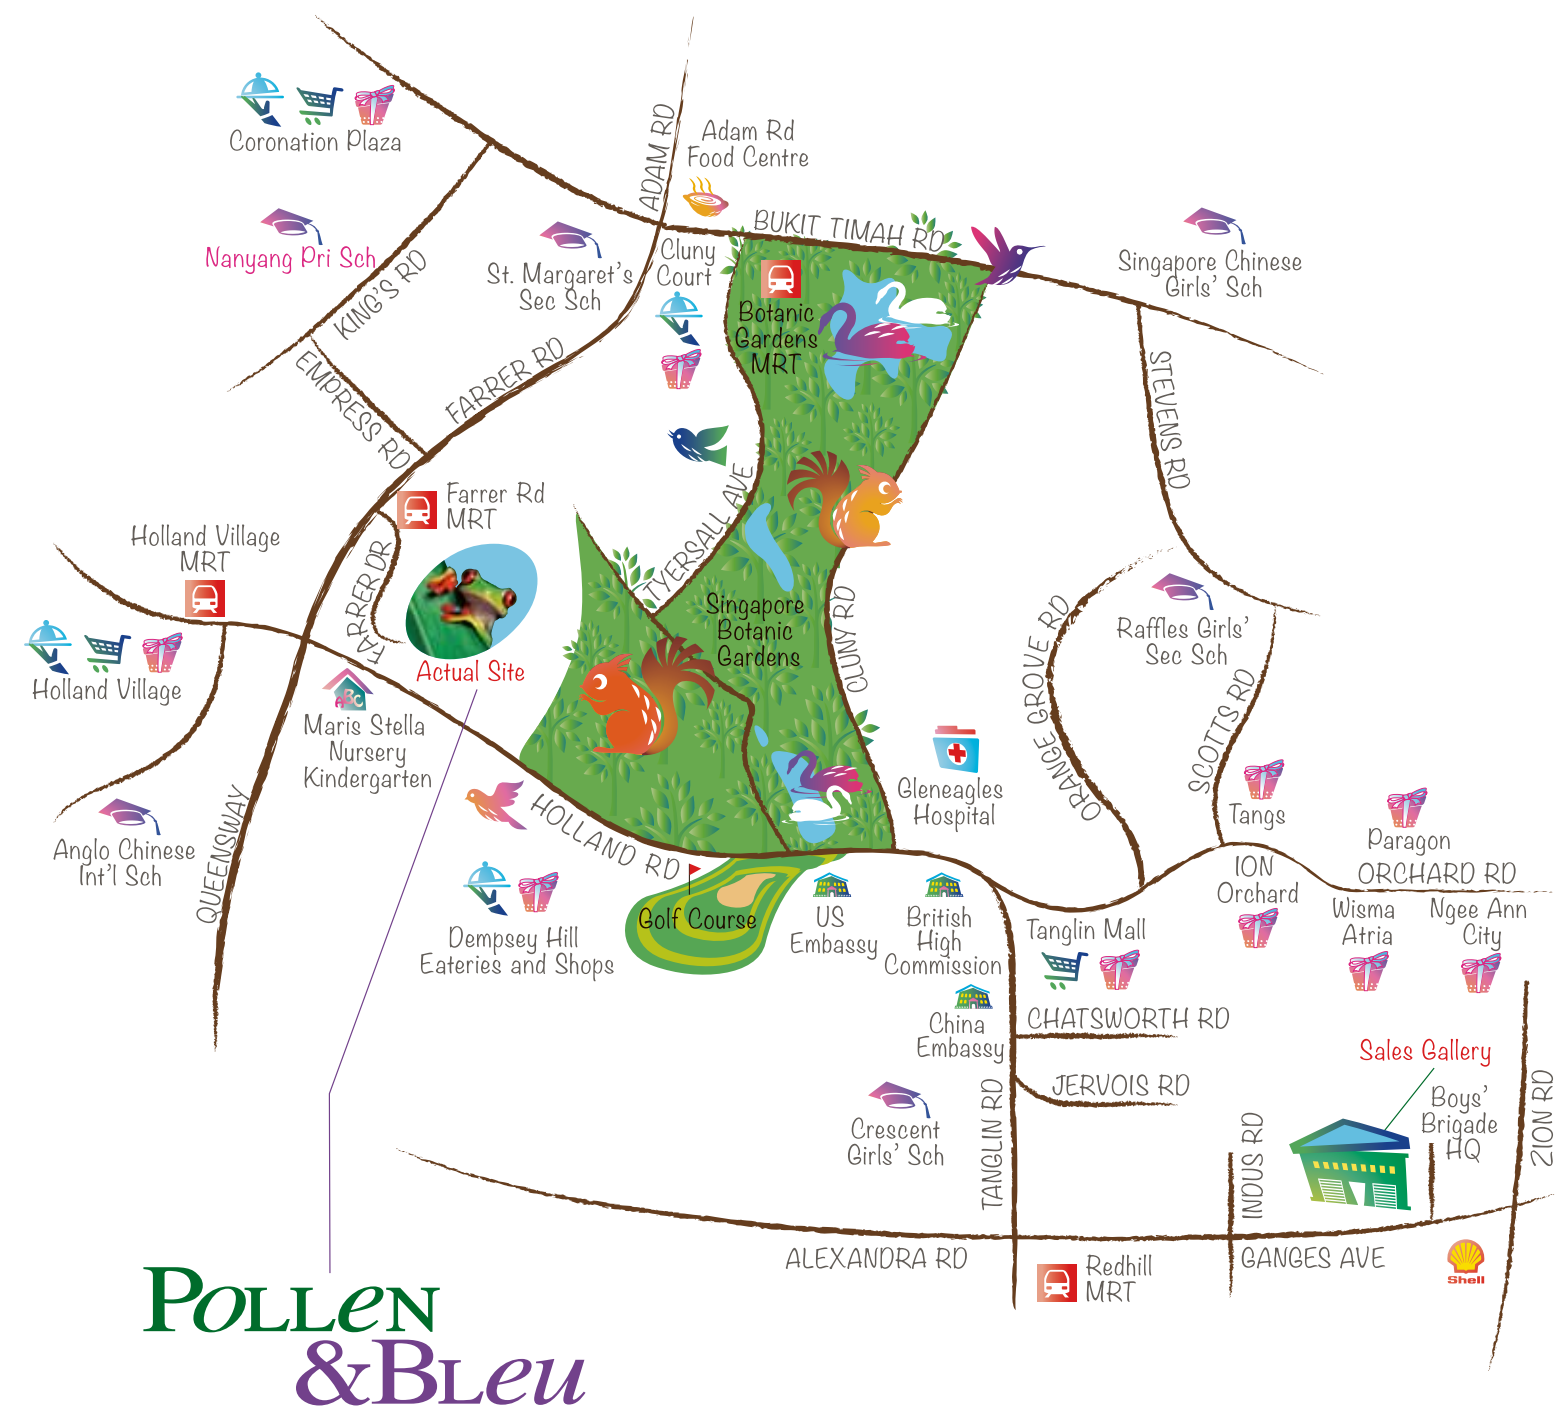 Coronation Plaza
ADAM RD
Adam Rd
Food Centre
BUKIT TIMAH RD
Nanyang Pri Sch
KING'S RD
St. Margaret's
Sec Sch
Cluny
Court
Botanic
Gardens
MRT
Singapore Chinese
Girls' Sch
EMPRESS RD
FARRER RD
STEVENS RD
Farrer Rd
MRT
TYERSALL AVE
Holland Village
MRT
FARRER DR
Actual Site
Holland Village
ABC
Maris Stella
Nursery
Kindergarten
Singapore
Botanic
Gardens
CLUNY RD
ORANGE GROVE RD
Raffles Girls'
Sec Sch
SCOTTS RD
Gleneagles
Hospital
Tangs
Paragon
ORCHARD RD
ION
Orchard
Wisma
Atria
Ngee Ann
City
Anglo Chinese
Int'l Sch
QUEENSWAY
HOLLAND RD
Dempsey Hill
Eateries and Shops
Golf Course
US
Embassy
British
High
Commission
Tanglin Mall
China
Embassy
CHATSWORTH RD
JERVOIS RD
TANGLIN RD
Crescent
Girls' Sch
Sales Gallery
Boys'
Brigade
HQ
INDUS RD
ZION RD
ALEXANDRA RD
Redhill
MRT
GANGES AVE
Shell
POLLEN
&BLEU